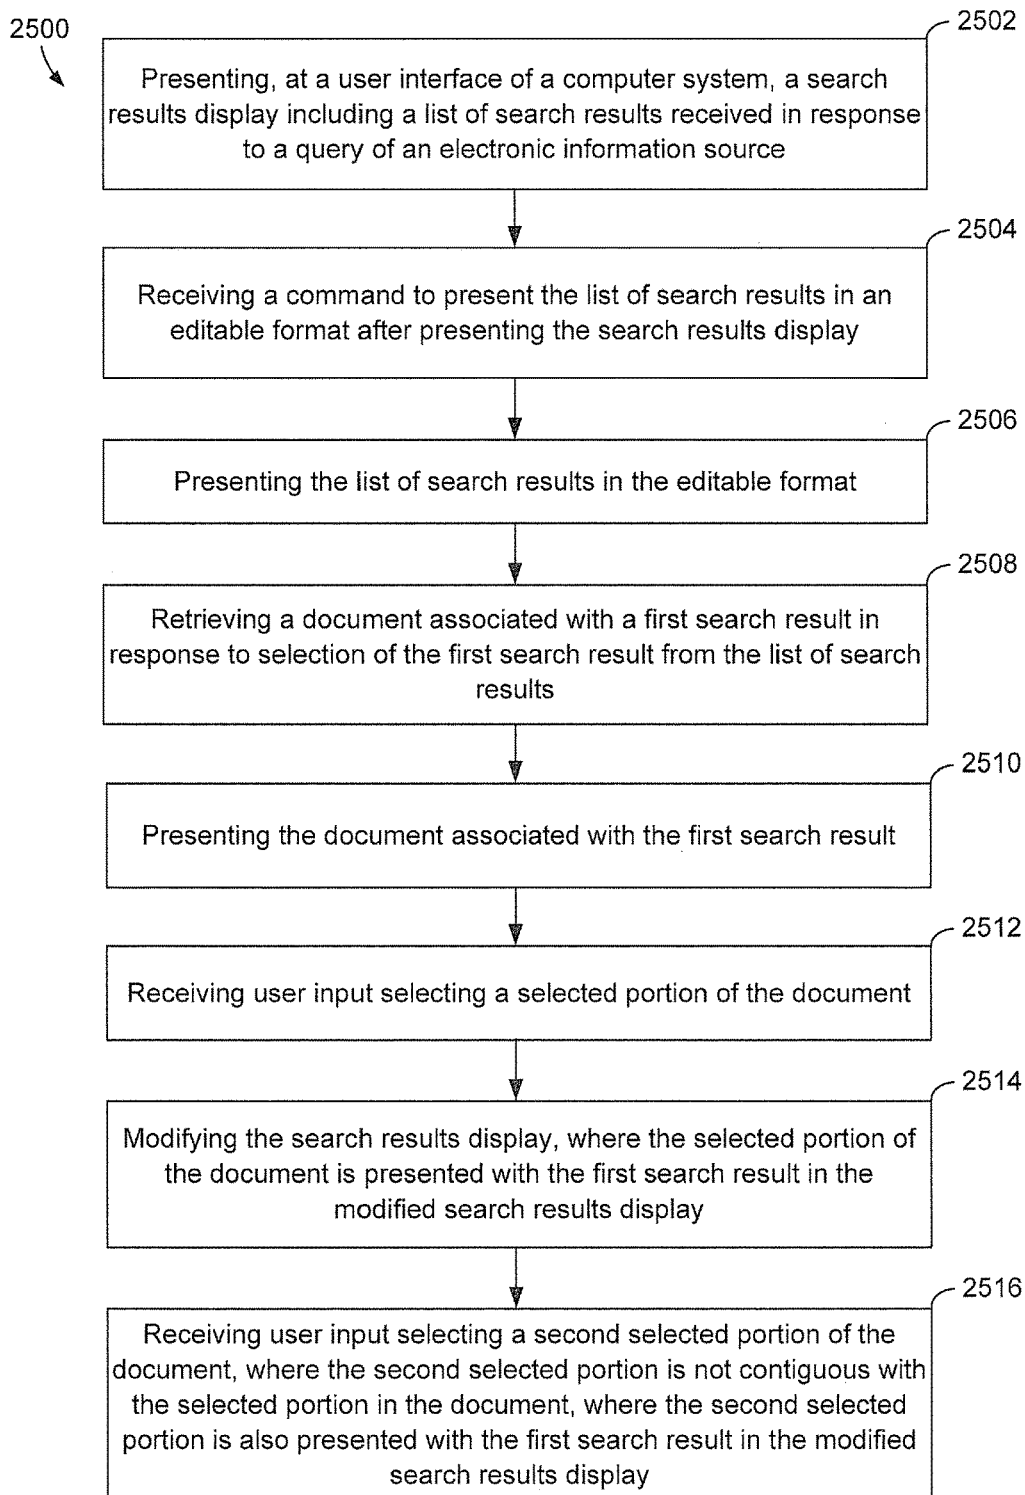 2500
2502
Presenting, at a user interface of a computer system, a search
results display including a list of search results received in response
to a query of an electronic information source
2504
Receiving a command to present the list of search results in an
editable format after presenting the search results display
2506
Presenting the list of search results in the editable format
2508
Retrieving a document associated with a first search result in
response to selection of the first search result from the list of search
results
2510
Presenting the document associated with the first search result
2512
Receiving user input selecting a selected portion of the document
2514
Modifying the search results display, where the selected portion of
the document is presented with the first search result in the
modified search results display
2516
Receiving user input selecting a second selected portion of the
document, where the second selected portion is not contiguous with
the selected portion in the document, where the second selected
portion is also presented with the first search result in the modified
search results display